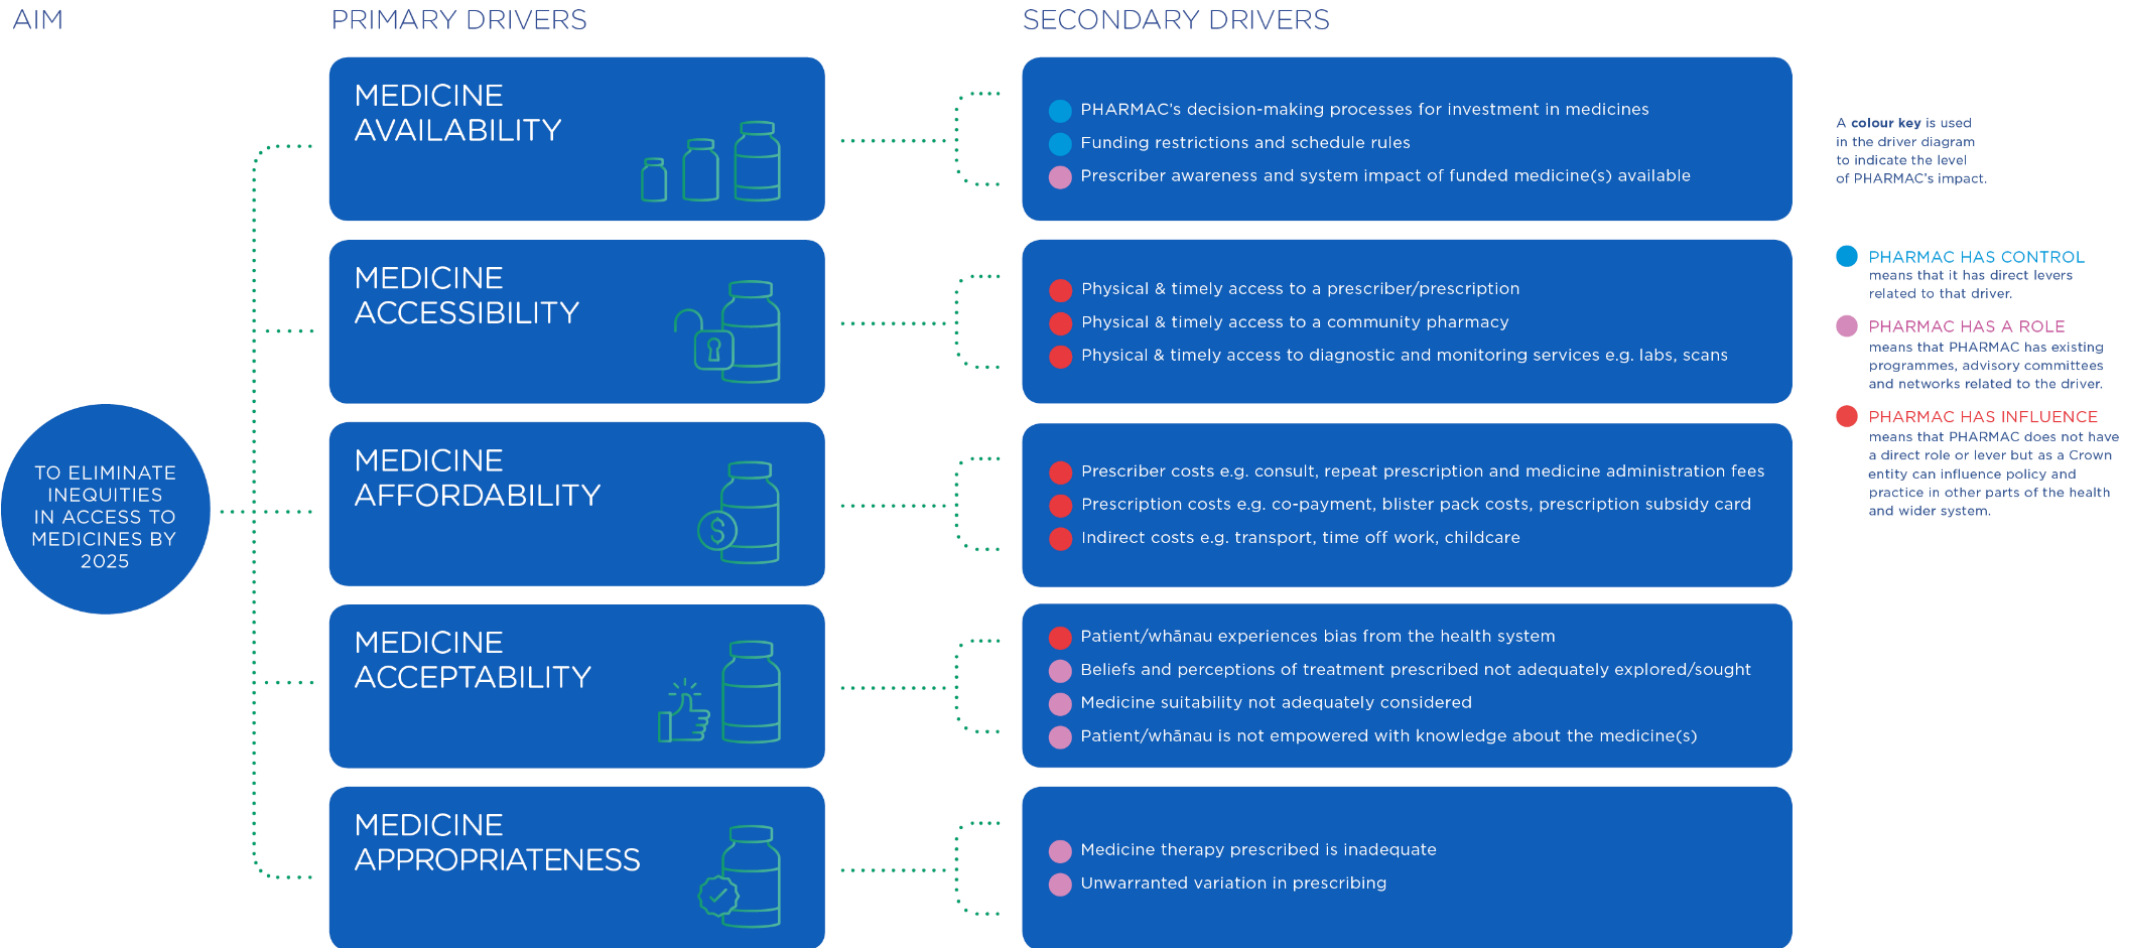 AIM
PRIMARY DRIVERS
SECONDARY DRIVERS
TO ELIMINATE
INEQUITIES
IN ACCESS TO
MEDICINES BY
2025
MEDICINE
AVAILABILITY
PHARMAC’s decision-making processes for investment in medicines
Funding restrictions and schedule rules
Prescriber awareness and system impact of funded medicine(s) available
MEDICINE
ACCESSIBILITY
Physical & timely access to a prescriber/prescription
Physical & timely access to a community pharmacy
Physical & timely access to diagnostic and monitoring services e.g. labs, scans
MEDICINE
AFFORDABILITY
$
Prescriber costs e.g. consult, repeat prescription and medicine administration fees
Prescription costs e.g. co-payment, blister pack costs, prescription subsidy card
Indirect costs e.g. transport, time off work, childcare
MEDICINE
ACCEPTABILITY
Patient/whānau experiences bias from the health system
Beliefs and perceptions of treatment prescribed not adequately explored/sought
Medicine suitability not adequately considered
Patient/whānau is not empowered with knowledge about the medicine(s)
MEDICINE
APPROPRIATENESS
Medicine therapy prescribed is inadequate
Unwarranted variation in prescribing
A colour key is used
in the driver diagram
to indicate the level
of PHARMAC’s impact.
PHARMAC HAS CONTROL
means that it has direct levers
related to that driver.
PHARMAC HAS A ROLE
means that PHARMAC has existing
programmes, advisory committees
and networks related to the driver.
PHARMAC HAS INFLUENCE
means that PHARMAC does not have
a direct role or lever but as a Crown
entity can influence policy and
practice in other parts of the health
and wider system.